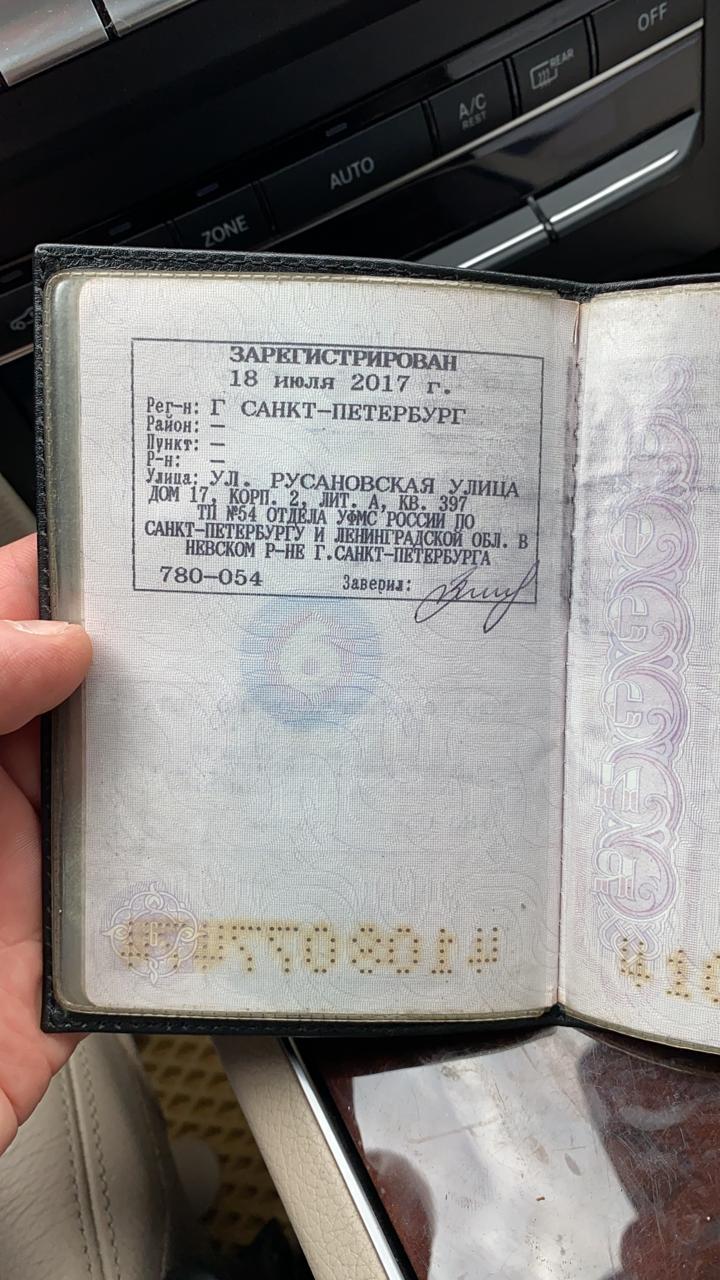 OFF
REAR
A/C
REST
AUTO
ZONE
ЗАРЕГИСТРИРОВАН
18 июля 2017 г.
Рег-н: Г САНКТ-ПЕТЕРБУРГ
Район: —
Пункт: —
Р-н: —
Улица: УЛ. РУСАНОВСКАЯ УЛИЦА
ДОМ 17, КОРП. 2, ЛИТ. А, КВ. 397
ТП №54 ОТДЕЛА УФМС РОССИИ ПО
САНКТ-ПЕТЕРБУРГУ И ЛЕНИНГРАДСКОЙ ОБЛ. В
НЕВСКОМ Р-НЕ Г.САНКТ-ПЕТЕРБУРГА
780-054 Заверил: